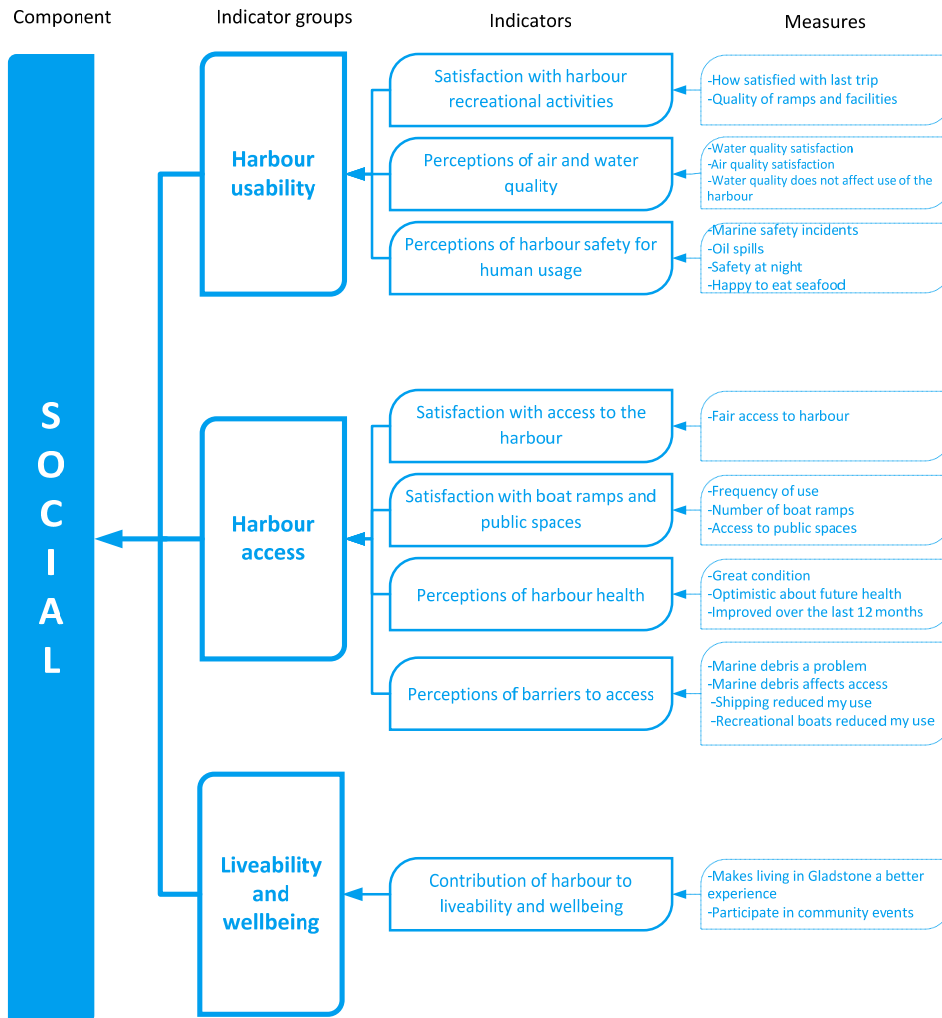 Component
Indicator groups
Indicators
Measures
SOCIAL
Harbour
usability
Satisfaction with harbour
recreational activities
-How satisfied with last trip
-Quality of ramps and facilities
Perceptions of air and water
quality
-Water quality satisfaction
-Air quality satisfaction
-Water quality does not affect use of the
harbour
Perceptions of harbour safety for
human usage
-Marine safety incidents
-Oil spills
-Safety at night
-Happy to eat seafood
Harbour
access
Satisfaction with access to the
harbour
-Fair access to harbour
Satisfaction with boat ramps and
public spaces
-Frequency of use
-Number of boat ramps
-Access to public spaces
Perceptions of harbour health
-Great condition
-Optimistic about future health
-Improved over the last 12 months
Perceptions of barriers to access
-Marine debris a problem
-Marine debris affects access
-Shipping reduced my use
-Recreational boats reduced my use
Liveability
and
wellbeing
Contribution of harbour to
liveability and wellbeing
-Makes living in Gladstone a better
experience
-Participate in community events